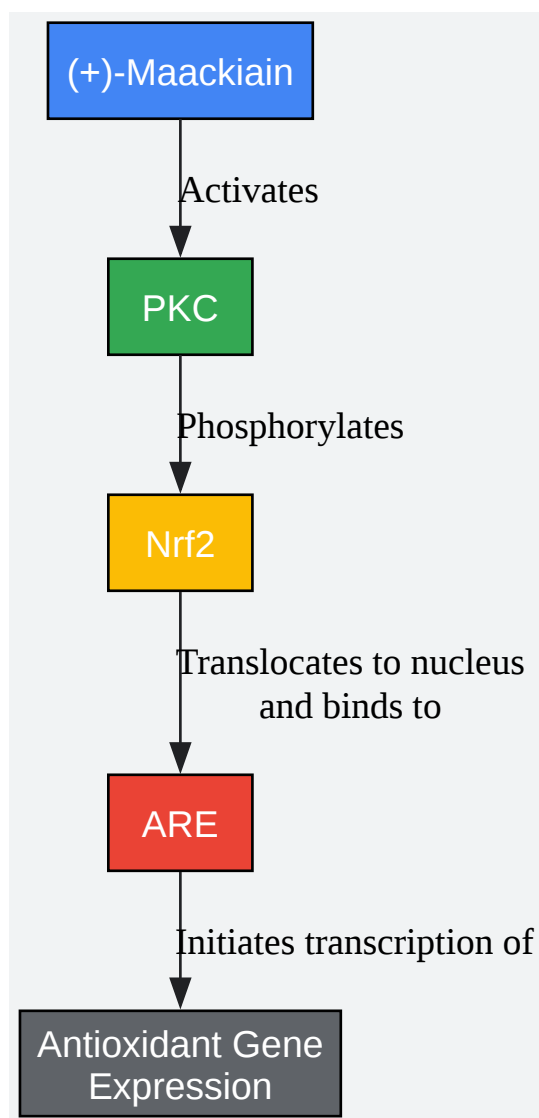 (+)-Maackiain
Activates
PKC
Phosphorylates
Nrf2
Translocates to nucleus
and binds to
ARE
Initiates transcription of
Antioxidant Gene
Expression